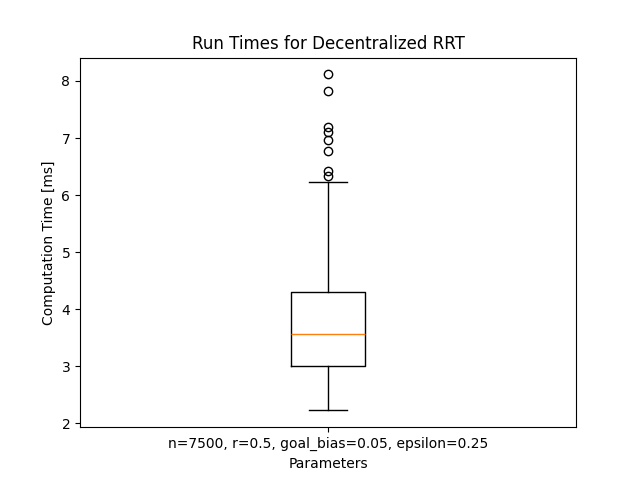 Run Times for Decentralized RRT
Computation Time [ms]
8
7
6
5
4
3
2
n=7500, r=0.5, goal_bias=0.05, epsilon=0.25
Parameters